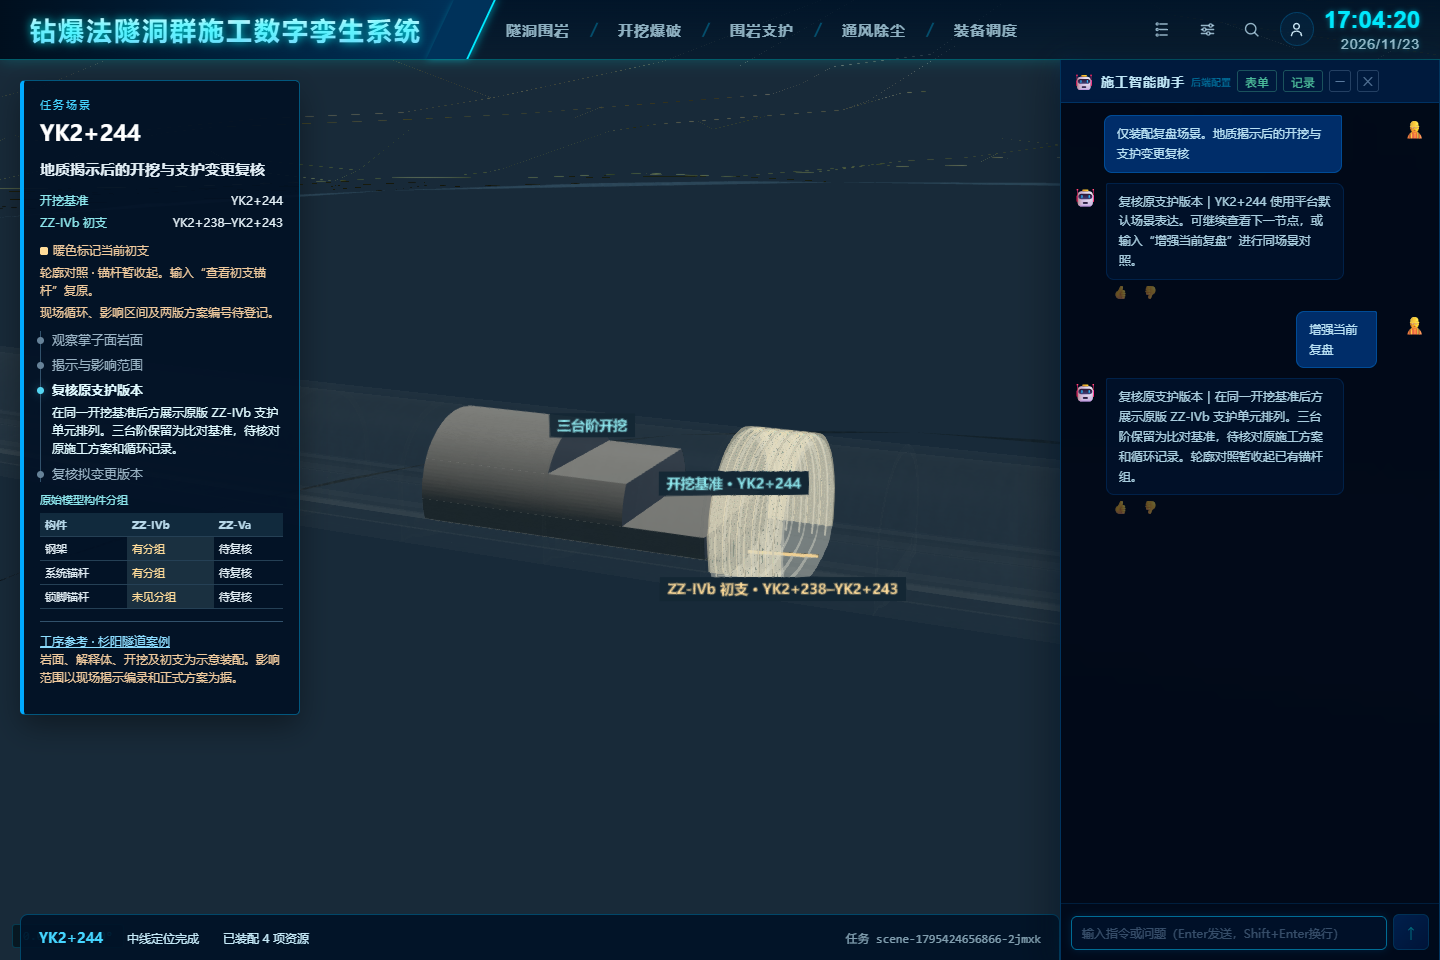 钻爆法隧洞群施工数字孪生系统
隧洞围岩 / 开挖爆破 / 围岩支护 / 通风除尘 / 装备调度
17:04:20
2026/11/23
任务场景
YK2+244
地质揭示后的开挖与支护变更复核
开挖基准 YK2+244
ZZ-IVb 初支 YK2+238–YK2+243
暖色标记当前初支
轮廓对照 · 锚杆暂收起。输入“查看初支锚
杆”复原。
现场循环、影响区间及两版方案编号待登记。
观察掌子面岩面
揭示与影响范围
复核原支护版本
在同一开挖基准后方展示原版 ZZ-IVb 支护
单元排列。三台阶保留为比对基准，待核对
原施工方案和循环记录。
复核拟变更版本
原始模型构件分组
构件 ZZ-IVb ZZ-Va
钢架 有分组 待复核
系统锚杆 有分组 待复核
锁脚锚杆 未见分组 待复核
工序参考 · 杉阳隧道案例
岩面、解释体、开挖及初支为示意装配。影响
范围以现场揭示编录和正式方案为据。
三台阶开挖
开挖基准 • YK2+244
ZZ-IVb 初支 • YK2+238–YK2+243
YK2+244 中线定位完成 已装配 4 项资源
任务 scene-1795424656866-2jmxk
施工智能助手 后端配置 表单 记录
仅装配复盘场景。地质揭示后的开挖与
支护变更复核
复核原支护版本 | YK2+244 使用平台默
认场景表达。可继续查看下一节点，或
输入“增强当前复盘”进行同场景对
照。
增强当前
复盘
复核原支护版本 | 在同一开挖基准后方
展示原版 ZZ-IVb 支护单元排列。三台
阶保留为比对基准，待核对原施工方案
和循环记录。轮廓对照暂收起已有锚杆
组。
输入指令或问题（Enter发送，Shift+Enter换行）